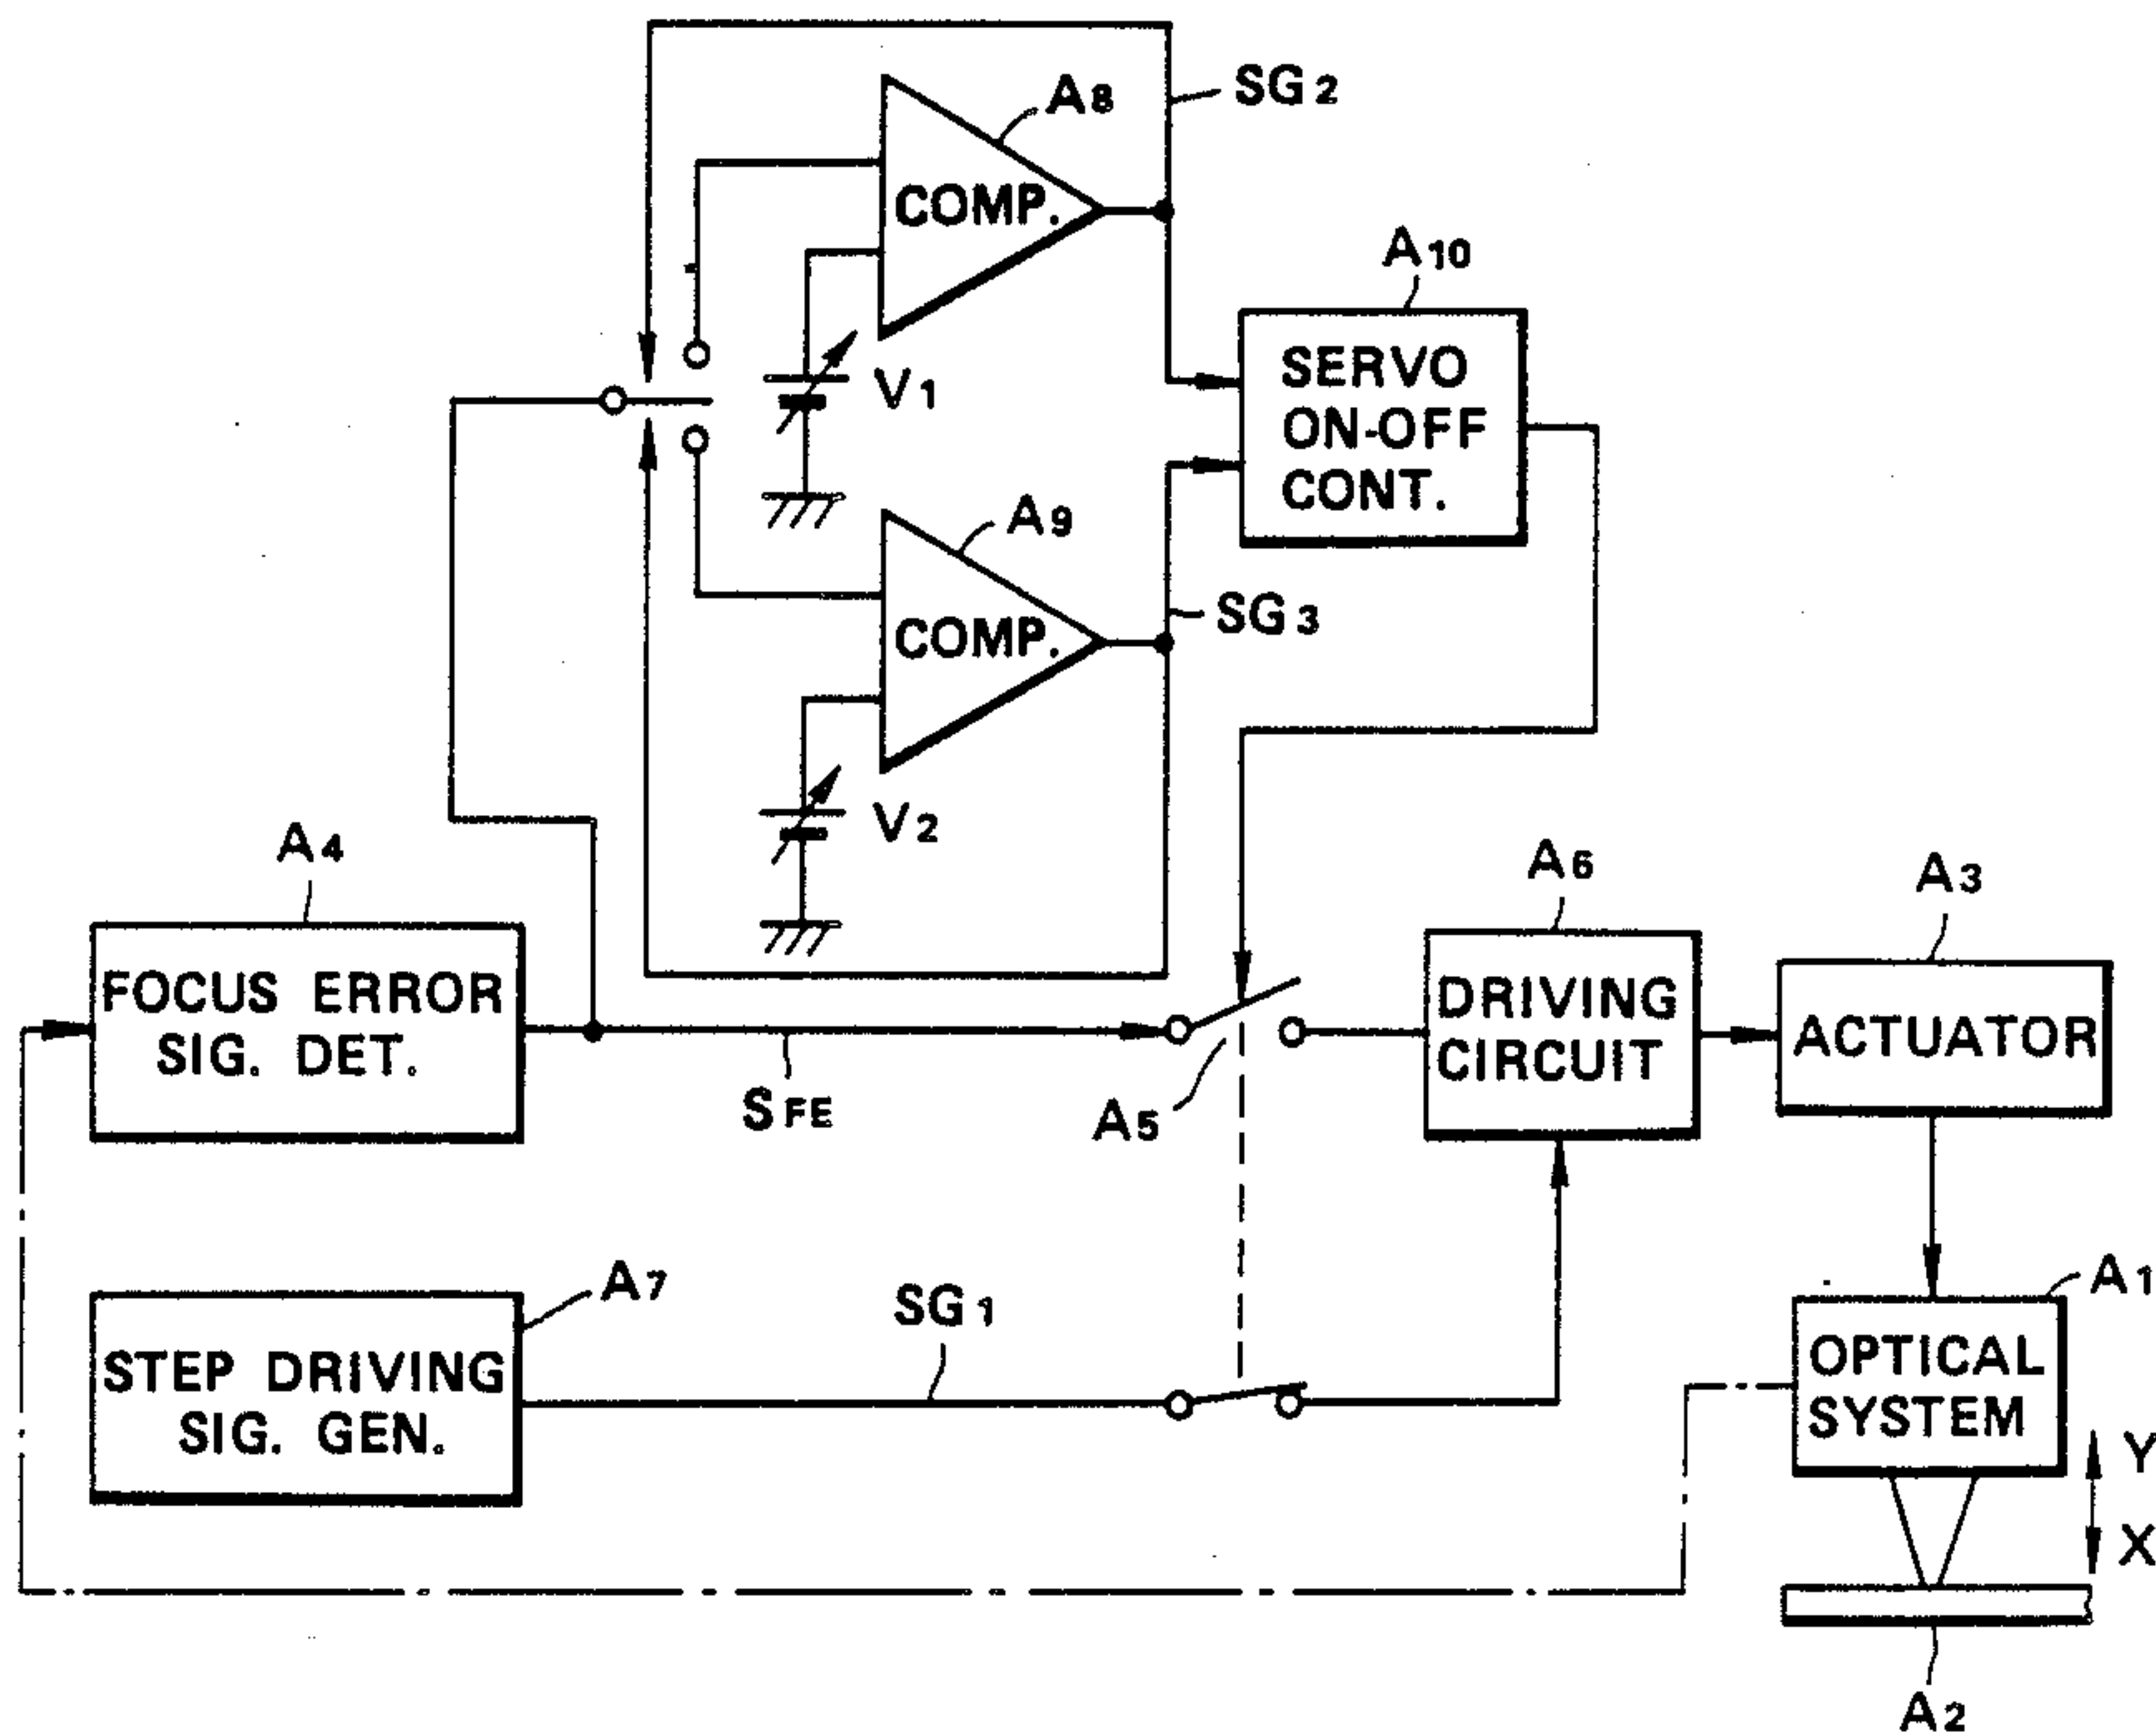 SG2
A8
COMP.
A10
SERVO
ON-OFF
CONT.
V1
A9
SG3
COMP.
V2
A4
A6
A3
FOCUS ERROR
SIG. DET.
DRIVING
CIRCUIT
ACTUATOR
SFE
A5
A7
SG1
A1
STEP DRIVING
SIG. GEN.
OPTICAL
SYSTEM
Y
X
A2